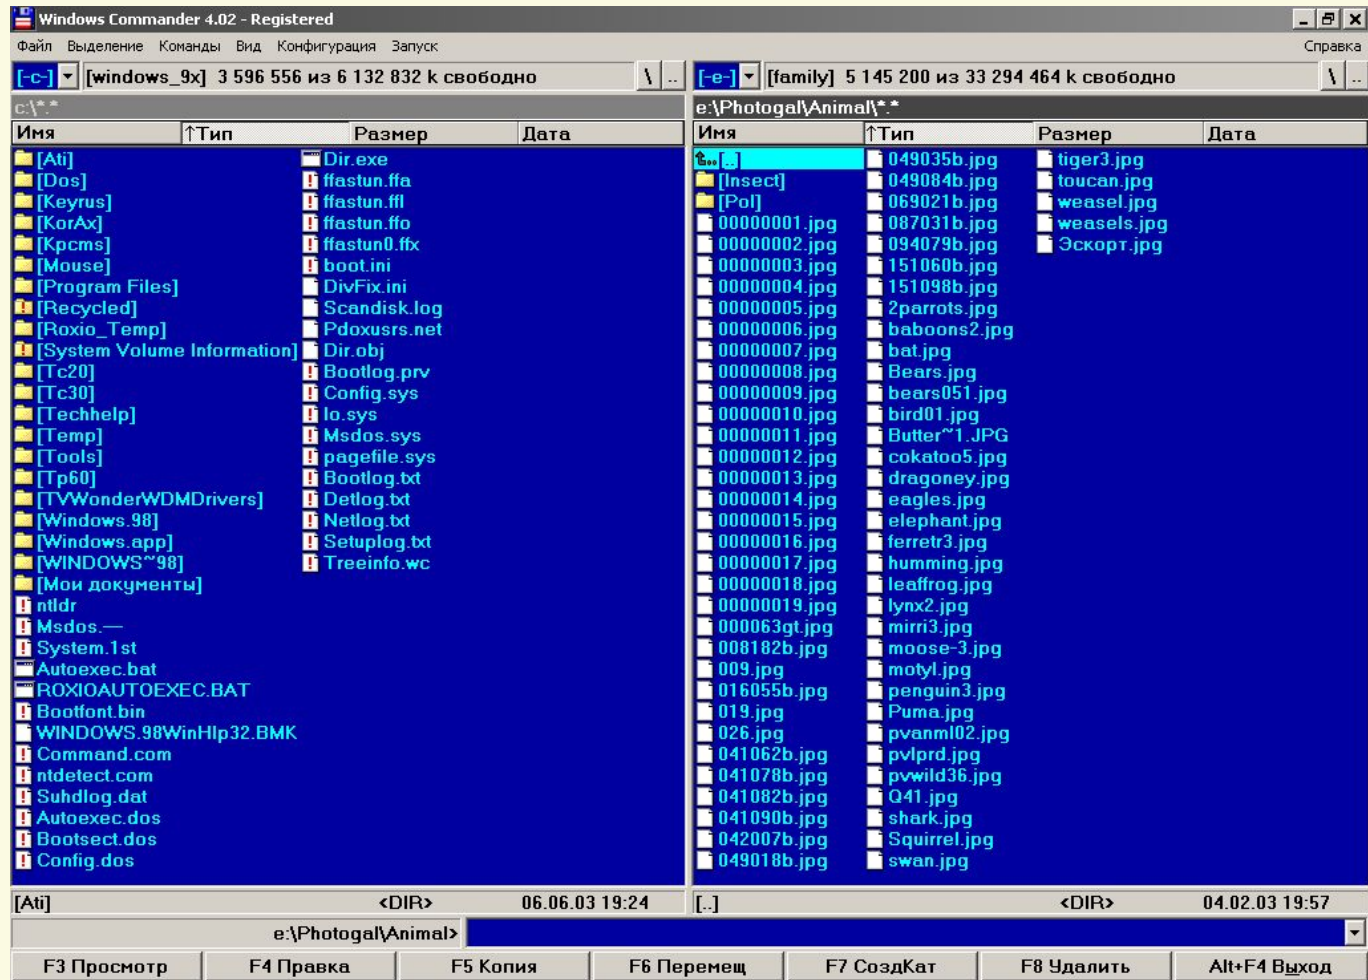 Windows Commander 4.02 - Registered
Файл Выделение Команды Вид Конфигурация Запуск Справка
[-c-] [windows_9x] 3 596 556 из 6 132 832 k свободно \ ..
[-e-] [family] 5 145 200 из 33 294 464 k свободно \ ..
c:\*.*
e:\Photogal\Animal\*.*
Имя ↑Тип Размер Дата
Имя ↑Тип Размер Дата
[Ati]
[Dos]
[Keyrus]
[KorAx]
[Kpcms]
[Mouse]
[Program Files]
[Recycled]
[Roxio_Temp]
[System Volume Information]
[Tc20]
[Tc30]
[Techhelp]
[Temp]
[Tools]
[Tp60]
[TVWonderWDMDrivers]
[Windows.98]
[Windows.app]
[WINDOWS~98]
[Мои документы]
ntldr
Msdos.—
System.1st
Autoexec.bat
ROXIOAUTOEXEC.BAT
Bootfont.bin
WINDOWS.98WinHlp32.BMK
Command.com
ntdetect.com
Suhdlog.dat
Autoexec.dos
Bootsect.dos
Config.dos
Dir.exe
ffastun.ffa
ffastun.ffl
ffastun.ffo
ffastun0.ffx
boot.ini
DivFix.ini
Scandisk.log
Pdoxusrs.net
Dir.obj
Bootlog.prv
Config.sys
Io.sys
Msdos.sys
pagefile.sys
Bootlog.txt
Detlog.txt
Netlog.txt
Setuplog.txt
Treeinfo.wc
[..]
[Insect]
[Pol]
00000001.jpg
00000002.jpg
00000003.jpg
00000004.jpg
00000005.jpg
00000006.jpg
00000007.jpg
00000008.jpg
00000009.jpg
00000010.jpg
00000011.jpg
00000012.jpg
00000013.jpg
00000014.jpg
00000015.jpg
00000016.jpg
00000017.jpg
00000018.jpg
00000019.jpg
000063gt.jpg
008182b.jpg
009.jpg
016055b.jpg
019.jpg
026.jpg
041062b.jpg
041078b.jpg
041082b.jpg
041090b.jpg
042007b.jpg
049018b.jpg
049035b.jpg
049084b.jpg
069021b.jpg
087031b.jpg
094079b.jpg
151060b.jpg
151098b.jpg
2parrots.jpg
baboons2.jpg
bat.jpg
Bears.jpg
bears051.jpg
bird01.jpg
Butter~1.JPG
cokatoo5.jpg
dragoney.jpg
eagles.jpg
elephant.jpg
ferretr3.jpg
humming.jpg
leaffrog.jpg
lynx2.jpg
mirri3.jpg
moose-3.jpg
motyl.jpg
penguin3.jpg
Puma.jpg
pvanml02.jpg
pvlprd.jpg
pvwild36.jpg
Q41.jpg
shark.jpg
Squirrel.jpg
swan.jpg
tiger3.jpg
toucan.jpg
weasel.jpg
weasels.jpg
Эскорт.jpg
[Ati] <DIR> 06.06.03 19:24
[..] <DIR> 04.02.03 19:57
e:\Photogal\Animal>
F3 Просмотр F4 Правка F5 Копия F6 Перемещ F7 СоздКат F8 Удалить Alt+F4 Выход